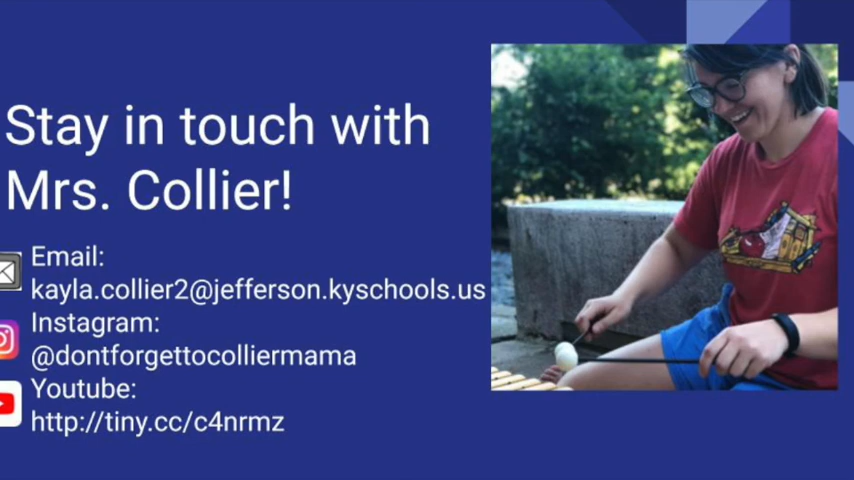 Stay in touch with
Mrs. Collier!
Email:
kayla.collier2@jefferson.kyschools.us
Instagram:
@dontforgettocolliermama
Youtube:
http://tiny.cc/c4nrmz